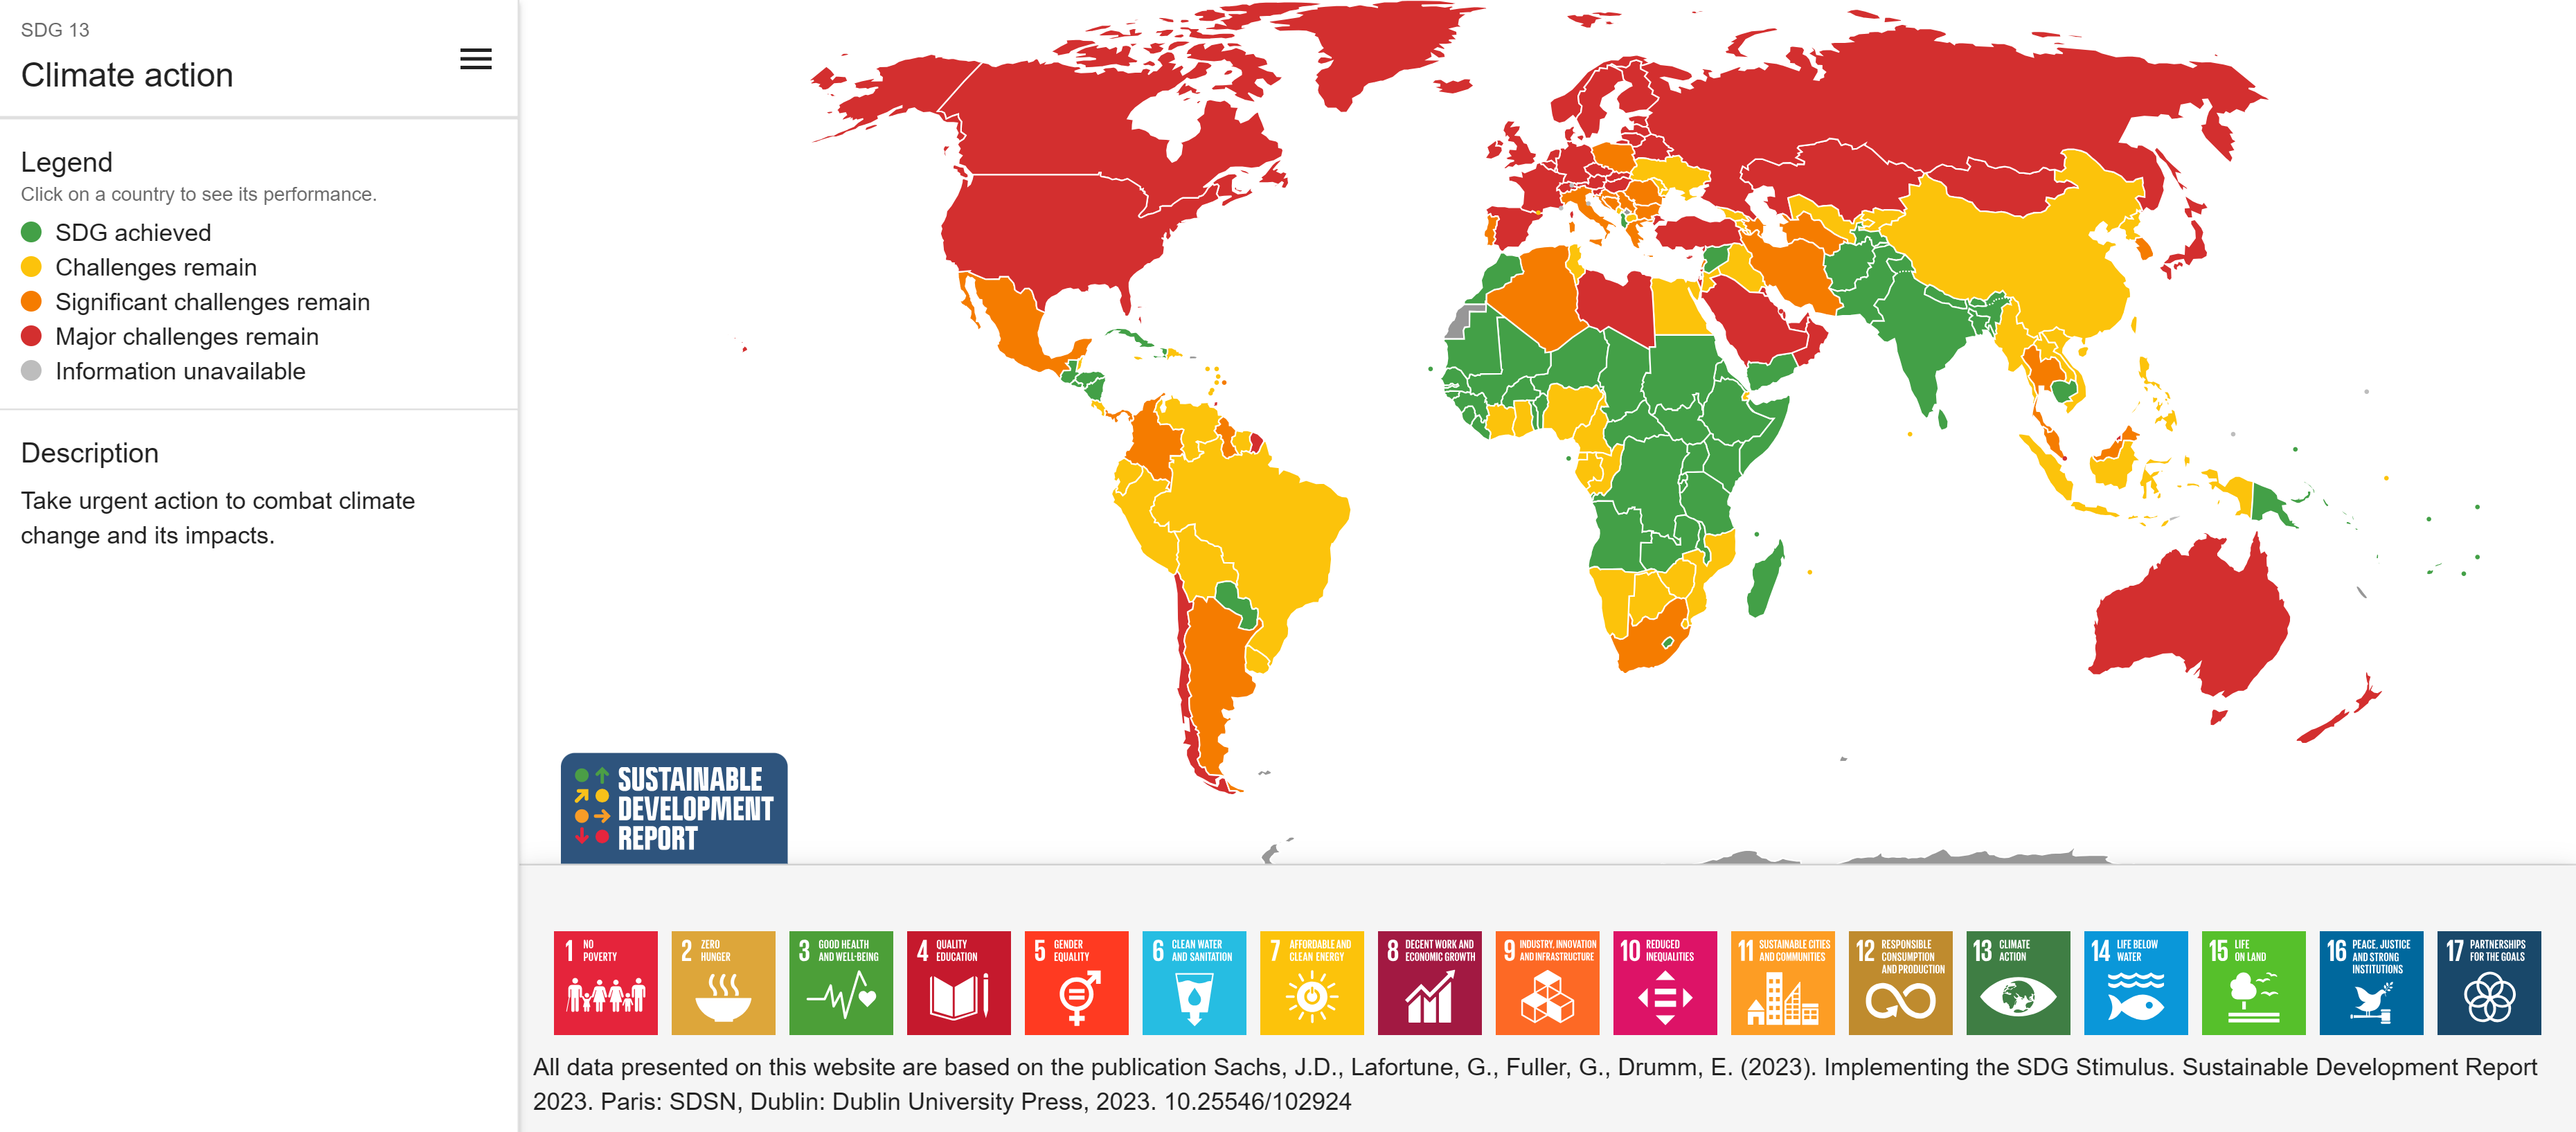 SDG 13
Climate action
Legend
Click on a country to see its performance.
SDG achieved
Challenges remain
Significant challenges remain
Major challenges remain
Information unavailable
Description
Take urgent action to combat climate
change and its impacts.
SUSTAINABLE
DEVELOPMENT
REPORT
1 NO
POVERTY
2 ZERO
HUNGER
3 GOOD HEALTH
AND WELL-BEING
4 QUALITY
EDUCATION
5 GENDER
EQUALITY
6 CLEAN WATER
AND SANITATION
7 AFFORDABLE AND
CLEAN ENERGY
8 DECENT WORK AND
ECONOMIC GROWTH
9 INDUSTRY, INNOVATION
AND INFRASTRUCTURE
10 REDUCED
INEQUALITIES
11 SUSTAINABLE CITIES
AND COMMUNITIES
12 RESPONSIBLE
CONSUMPTION
AND PRODUCTION
13 CLIMATE
ACTION
14 LIFE BELOW
WATER
15 LIFE
ON LAND
16 PEACE, JUSTICE
AND STRONG
INSTITUTIONS
17 PARTNERSHIPS
FOR THE GOALS
All data presented on this website are based on the publication Sachs, J.D., Lafortune, G., Fuller, G., Drumm, E. (2023). Implementing the SDG Stimulus. Sustainable Development Report
2023. Paris: SDSN, Dublin: Dublin University Press, 2023. 10.25546/102924